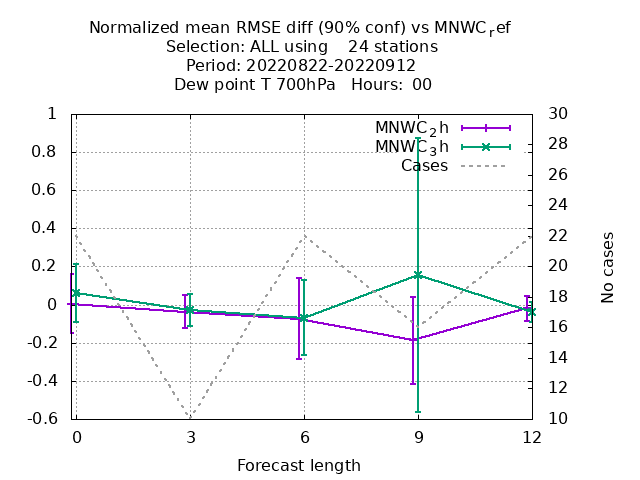 Normalized mean RMSE diff (90% conf) vs MNWC_ref
Selection: ALL using 24 stations
Period: 20220822-20220912
Dew point T 700hPa Hours: 00
MNWC_2h
MNWC_3h
Cases
1
0.8
0.6
0.4
0.2
0
-0.2
-0.4
-0.6
30
28
26
24
22
20
18
16
14
12
10
No cases
0 3 6 9 12
Forecast length